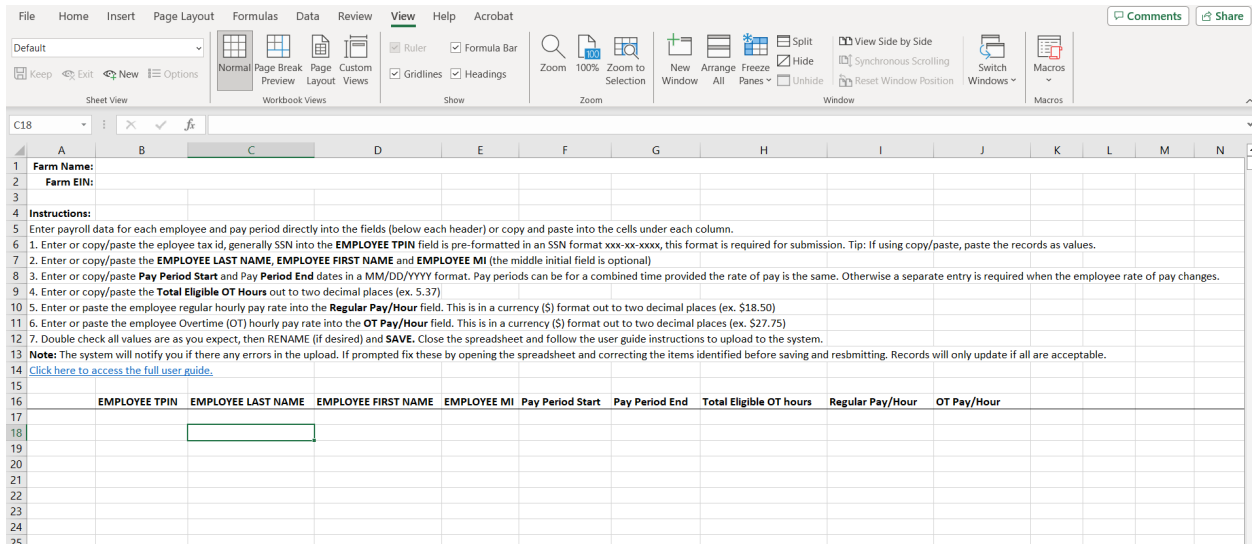 File Home Insert Page Layout Formulas Data Review View Help Acrobat
Comments Share
Default
Keep Exit New Options
Sheet View
Normal Page Break Preview Page Layout Custom Views
Workbook Views
Ruler Formula Bar
Gridlines Headings
Show
Zoom 100% Zoom to Selection
Zoom
New Window Arrange All Freeze Panes
Split
Hide
Unhide
View Side by Side
Synchronous Scrolling
Reset Window Position
Switch Windows
Window
Macros
Macros
C18 fx
A B C D E F G H I J K L M N
1 Farm Name:
2 Farm EIN:
3
4 Instructions:
5 Enter payroll data for each employee and pay period directly into the fields (below each header) or copy and paste into the cells under each column.
6 1. Enter or copy/paste the eployee tax id, generally SSN into the EMPLOYEE TPIN field is pre-formatted in an SSN format xxx-xx-xxxx, this format is required for submission. Tip: If using copy/paste, paste the records as values.
7 2. Enter or copy/paste the EMPLOYEE LAST NAME, EMPLOYEE FIRST NAME and EMPLOYEE MI (the middle initial field is optional)
8 3. Enter or copy/paste Pay Period Start and Pay Period End dates in a MM/DD/YYYY format. Pay periods can be for a combined time provided the rate of pay is the same. Otherwise a separate entry is required when the employee rate of pay changes.
9 4. Enter or copy/paste the Total Eligible OT Hours out to two decimal places (ex. 5.37)
10 5. Enter or paste the employee regular hourly pay rate into the Regular Pay/Hour field. This is in a currency ($) format out to two decimal places (ex. $18.50)
11 6. Enter or paste the employee Overtime (OT) hourly pay rate into the OT Pay/Hour field. This is in a currency ($) format out to two decimal places (ex. $27.75)
12 7. Double check all values are as you expect, then RENAME (if desired) and SAVE. Close the spreadsheet and follow the user guide instructions to upload to the system.
13 Note: The system will notify you if there any errors in the upload. If prompted fix these by opening the spreadsheet and correcting the items identified before saving and resbmitting. Records will only update if all are acceptable.
14 Click here to access the full user guide.
15
16 EMPLOYEE TPIN EMPLOYEE LAST NAME EMPLOYEE FIRST NAME EMPLOYEE MI Pay Period Start Pay Period End Total Eligible OT hours Regular Pay/Hour OT Pay/Hour
17
18
19
20
21
22
23
24
25